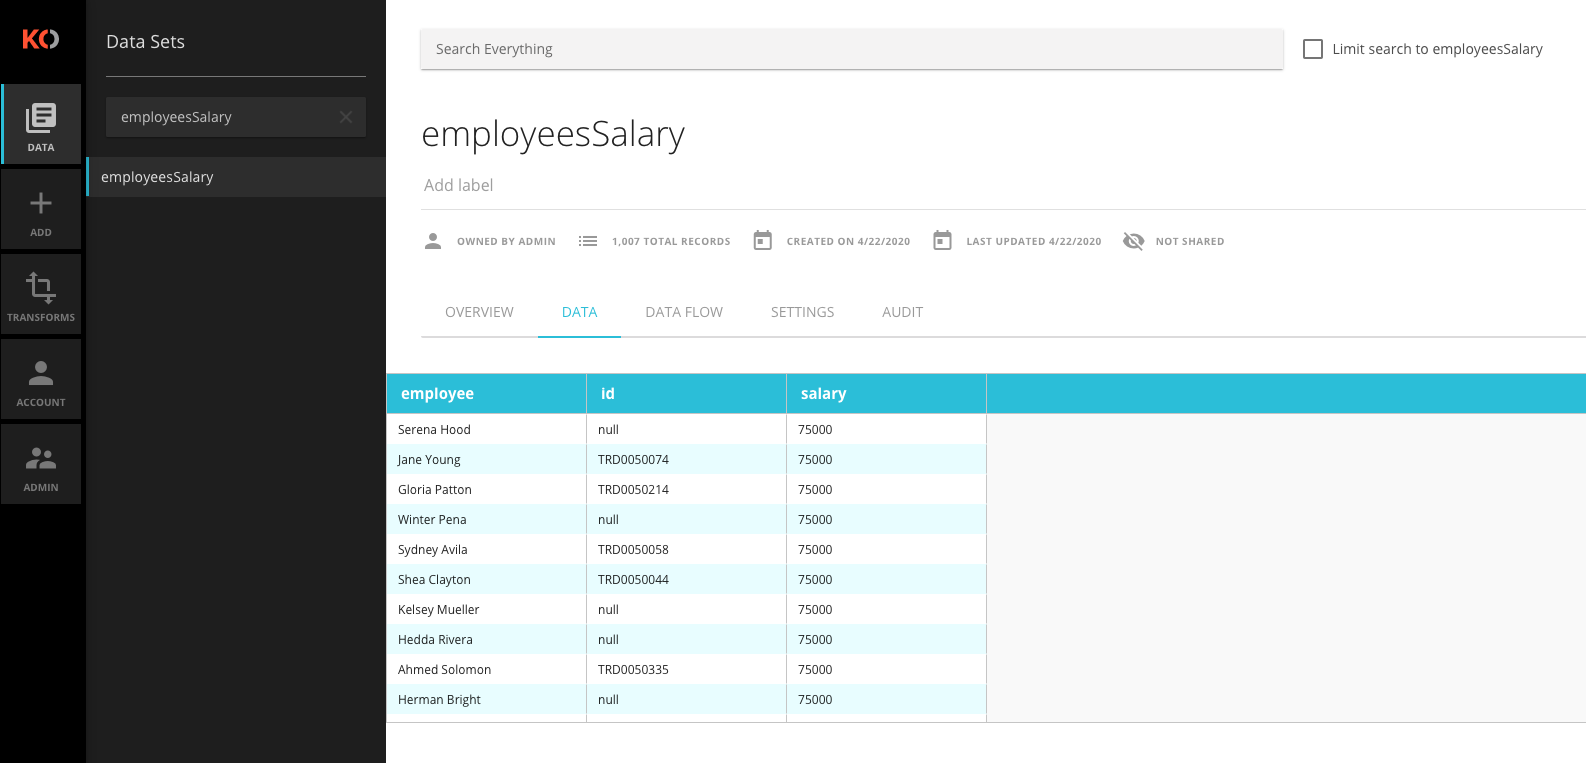 KO
DATA
ADD
TRANSFORMS
ACCOUNT
ADMIN
Data Sets
employeesSalary
employeesSalary
Search Everything
Limit search to employeesSalary
employeesSalary
Add label
OWNED BY ADMIN 1,007 TOTAL RECORDS CREATED ON 4/22/2020 LAST UPDATED 4/22/2020 NOT SHARED
OVERVIEW DATA DATA FLOW SETTINGS AUDIT
employee id salary
Serena Hood null 75000
Jane Young TRD0050074 75000
Gloria Patton TRD0050214 75000
Winter Pena null 75000
Sydney Avila TRD0050058 75000
Shea Clayton TRD0050044 75000
Kelsey Mueller null 75000
Hedda Rivera null 75000
Ahmed Solomon TRD0050335 75000
Herman Bright null 75000